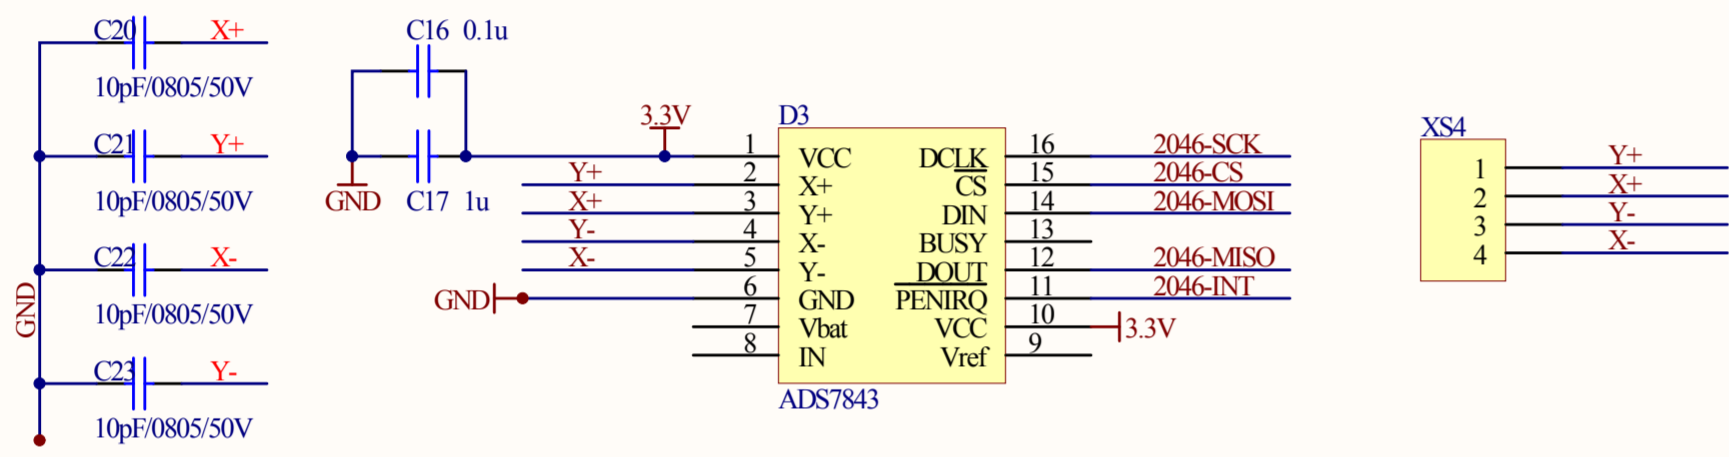 C20 X+
10pF/0805/50V
C21 Y+
10pF/0805/50V
C22 X-
10pF/0805/50V
C23 Y-
10pF/0805/50V
GND
C16 0.1u
GND
C17 1u
3.3V
Y+
X+
Y-
X-
GND
D3
1 VCC DCLK 16 2046-SCK
2 X+ CS 15 2046-CS
3 Y+ DIN 14 2046-MOSI
4 X- BUSY 13
5 Y- DOUT 12 2046-MISO
6 GND PENIRQ 11 2046-INT
7 Vbat VCC 10 3.3V
8 IN Vref 9
ADS7843
XS4
1 Y+
2 X+
3 Y-
4 X-